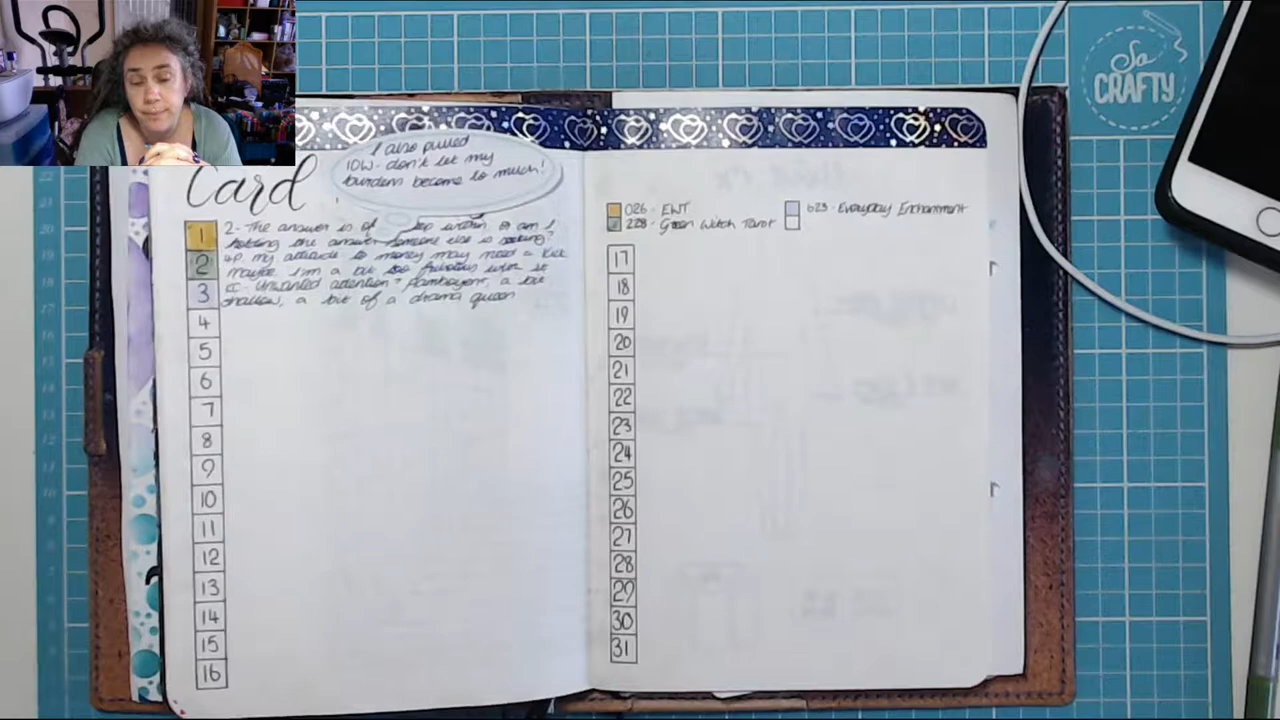 So
CRAFTY
I also pulled
10W - don't let my
burdens become to much!
Card
1
2 - The answer is of within or am I
holding the answer someone else is seeking?
2
4P. my attitude to money may need a kick
maybe I'm a bit too frivolous with it
3
- Unwanted attention? flamboyent, a bit
shallow, a bit of a drama queen
4
5
6
7
8
9
10
11
12
13
14
15
16
026 - EWT
623 - Everyday Enchantment
228 - Green Witch Tarot
17
18
19
20
21
22
23
24
25
26
27
28
29
30
31